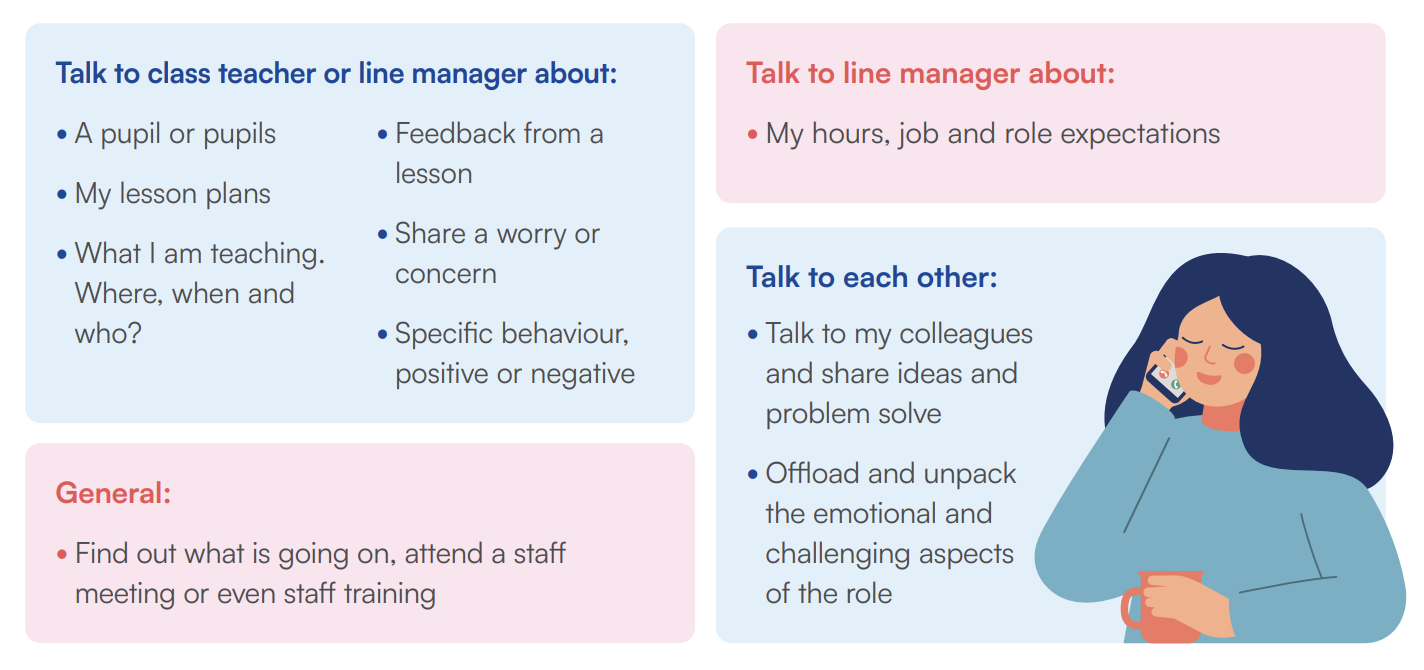 Talk to class teacher or line manager about:
• A pupil or pupils
• My lesson plans
• What I am teaching.
Where, when and
who?
• Feedback from a
lesson
• Share a worry or
concern
• Specific behaviour,
positive or negative
General:
• Find out what is going on, attend a staff
meeting or even staff training
Talk to line manager about:
• My hours, job and role expectations
Talk to each other:
• Talk to my colleagues
and share ideas and
problem solve
• Offload and unpack
the emotional and
challenging aspects
of the role